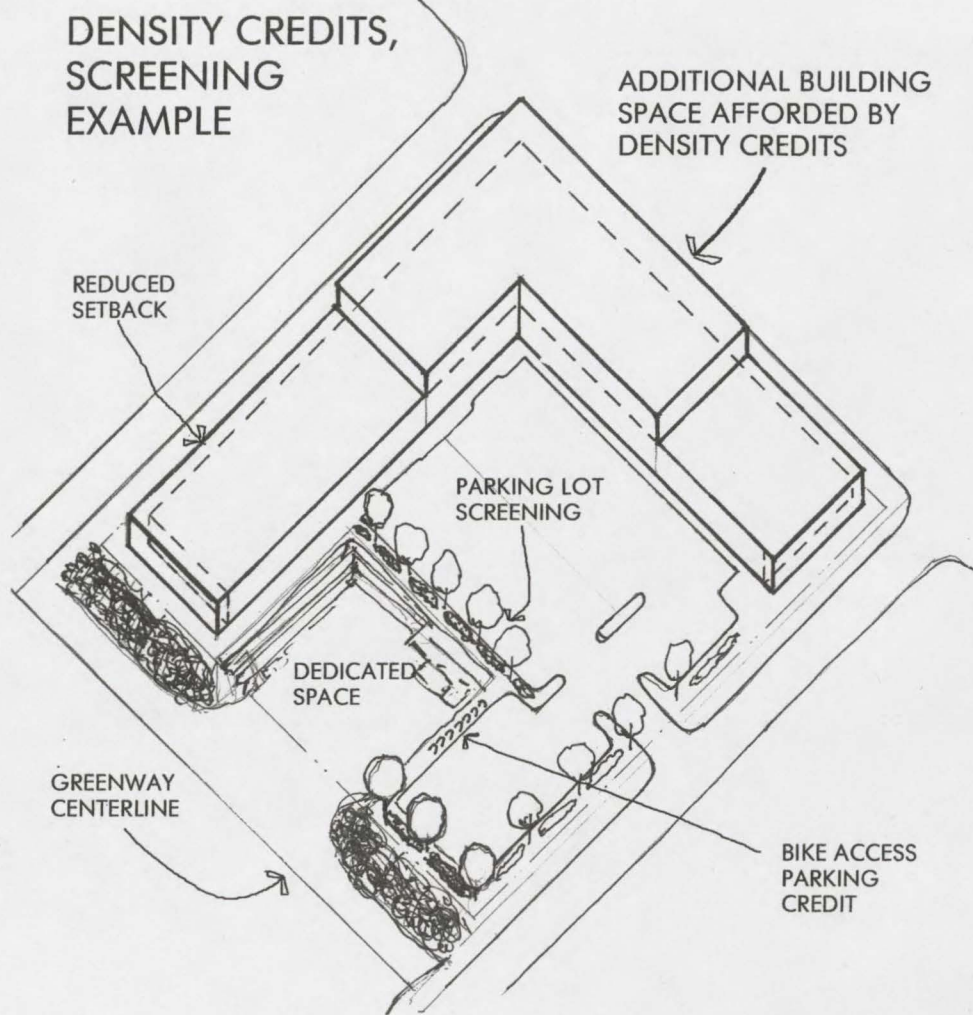 DENSITY CREDITS,
SCREENING
EXAMPLE
ADDITIONAL BUILDING
SPACE AFFORDED BY
DENSITY CREDITS
REDUCED
SETBACK
PARKING LOT
SCREENING
DEDICATED
SPACE
GREENWAY
CENTERLINE
BIKE ACCESS
PARKING
CREDIT